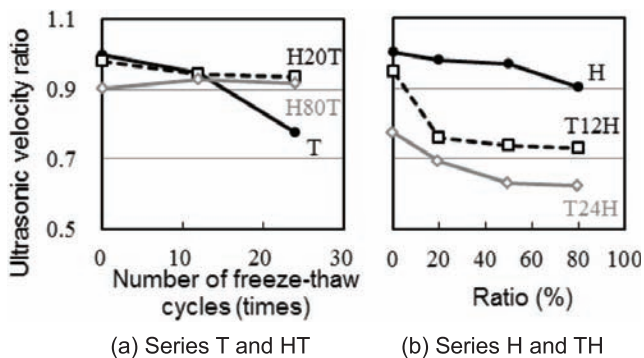 Ultrasonic velocity ratio
1.1
0.9
0.7
0.5
H20T
H80T
T
0 10 20 30
Number of freeze-thaw
cycles (times)
(a) Series T and HT
H
T12H
T24H
0 20 40 60 80 100
Ratio (%)
(b) Series H and TH